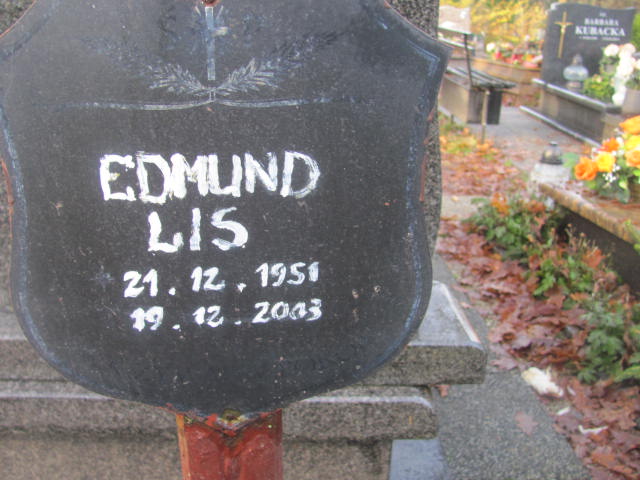 EDMUND
LIS
21.12.1951
19.12.2003
BARBARA
KUBACKA